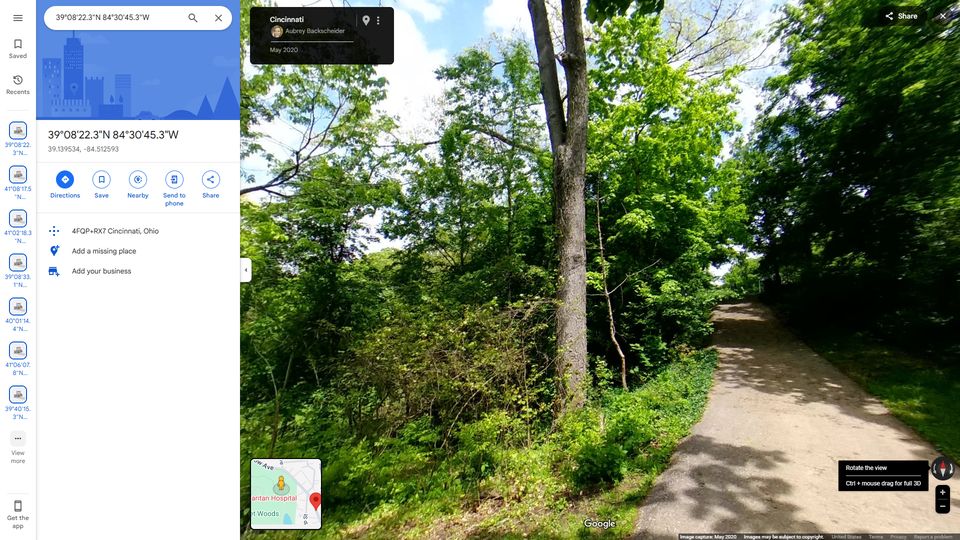 39°08'22.3"N 84°30'45.3"W
Saved
Recents
39°08'22.
3"N...
41°08'17.5
"N...
41°02'18.3
"N...
39°08'33.
1"N...
40°01'14.
4"N...
41°06'07.
8"N...
39°40'15.
3"N...
View
more
Get the
app
39°08'22.3"N 84°30'45.3"W
39.139534, -84.512593
Directions
Save
Nearby
Send to
phone
Share
4FQP+RX7 Cincinnati, Ohio
Add a missing place
Add your business
Cincinnati
Aubrey Backscheider
May 2020
Share
aritan Hospital
et Woods
Google
Rotate the view
Ctrl + mouse drag for full 3D
Image capture: May 2020 Images may be subject to copyright. United States Terms Privacy Report a problem